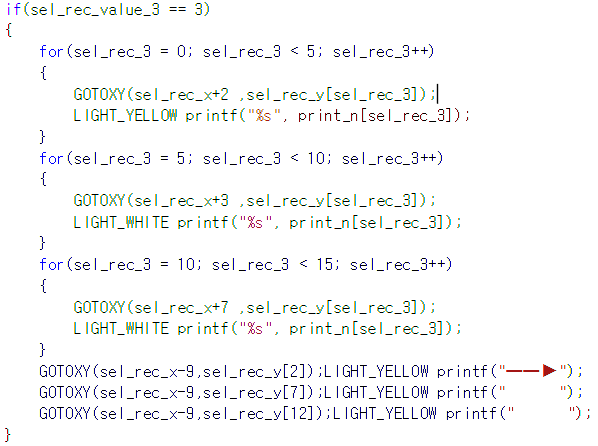 if(sel_rec_value_3 == 3)
{
    for(sel_rec_3 = 0; sel_rec_3 < 5; sel_rec_3++)
    {
        GOTOXY(sel_rec_x+2 ,sel_rec_y[sel_rec_3]);
        LIGHT_YELLOW printf("%s", print_n[sel_rec_3]);
    }
    for(sel_rec_3 = 5; sel_rec_3 < 10; sel_rec_3++)
    {
        GOTOXY(sel_rec_x+3 ,sel_rec_y[sel_rec_3]);
        LIGHT_WHITE printf("%s", print_n[sel_rec_3]);
    }
    for(sel_rec_3 = 10; sel_rec_3 < 15; sel_rec_3++)
    {
        GOTOXY(sel_rec_x+7 ,sel_rec_y[sel_rec_3]);
        LIGHT_WHITE printf("%s", print_n[sel_rec_3]);
    }
    GOTOXY(sel_rec_x-9,sel_rec_y[2]);LIGHT_YELLOW printf("──▶");
    GOTOXY(sel_rec_x-9,sel_rec_y[7]);LIGHT_YELLOW printf("      ");
    GOTOXY(sel_rec_x-9,sel_rec_y[12]);LIGHT_YELLOW printf("      ");
}